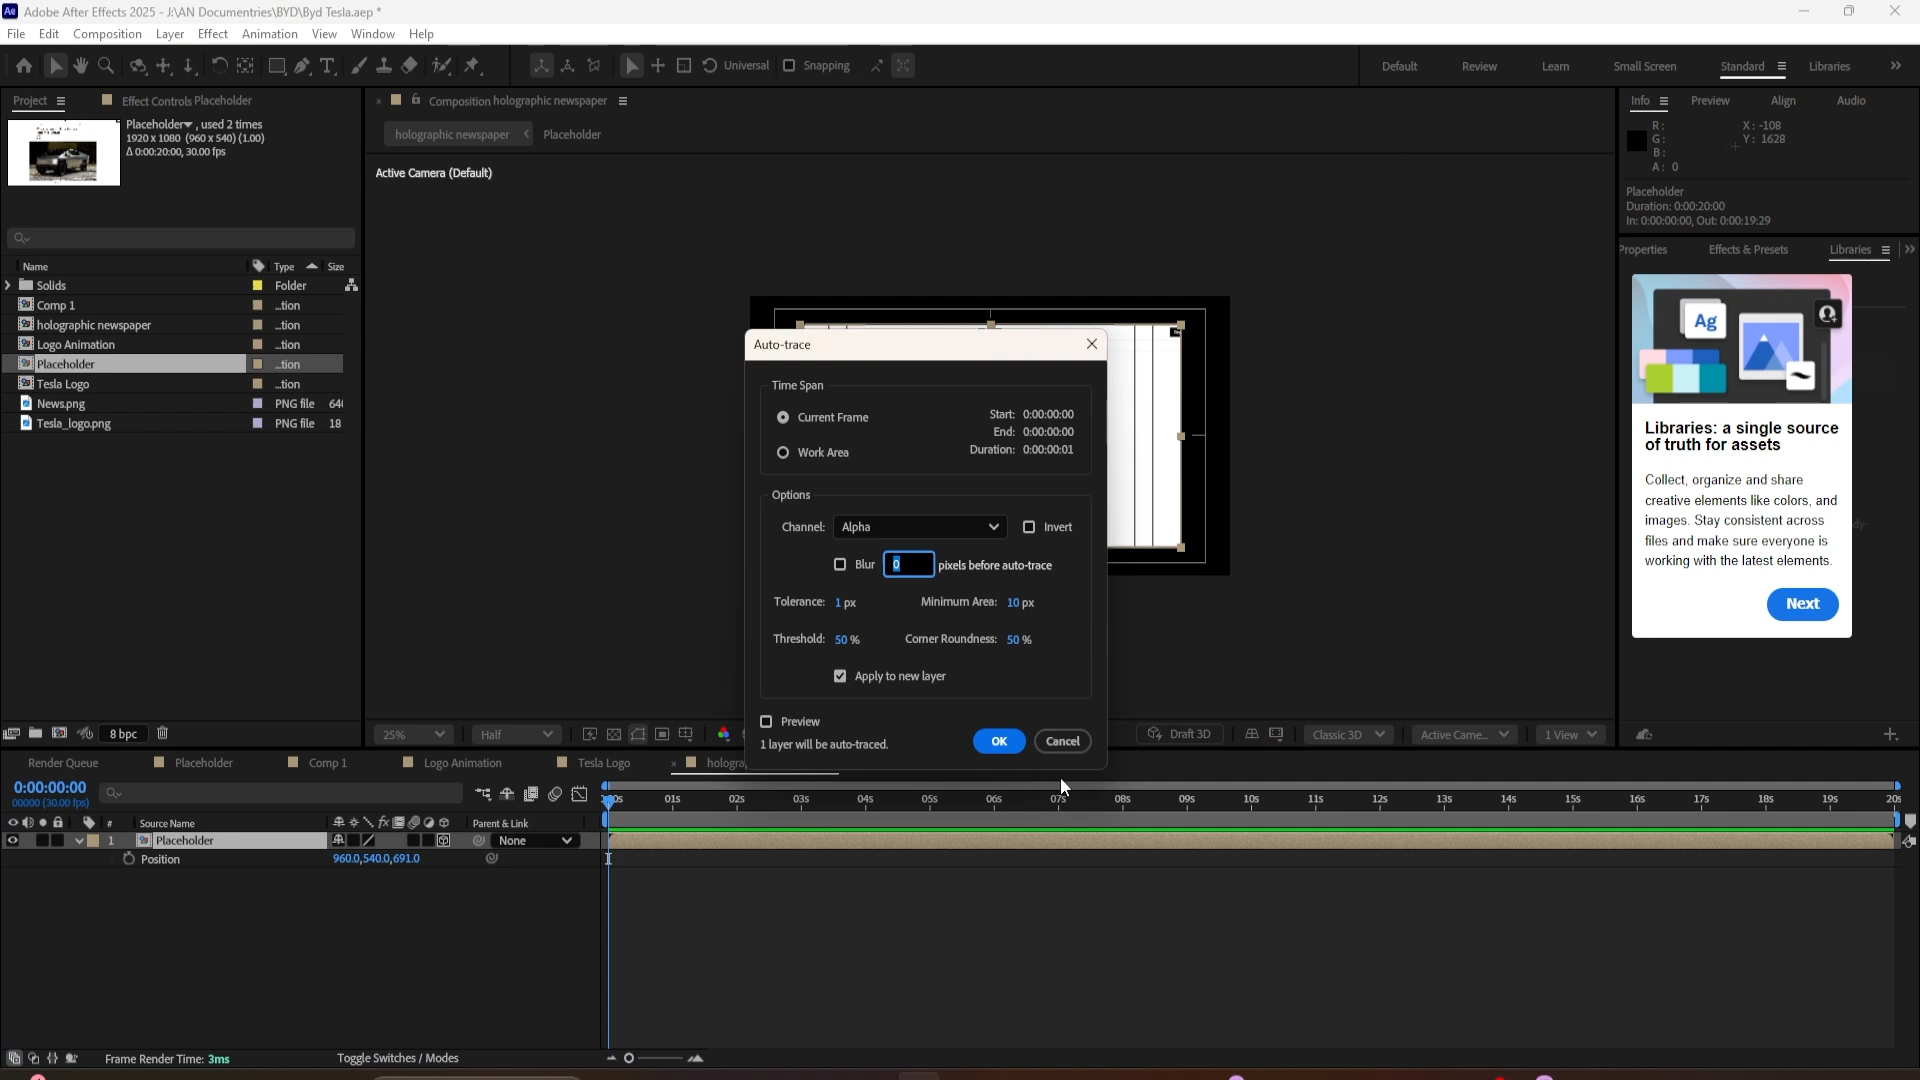 Adobe After Effects 2025 - J:\AN Documentries\BYD\Byd Tesla.aep *
File Edit Composition Layer Effect Animation View Window Help
Universal Snapping Default Review Learn Small Screen Standard Libraries
Project Effect Controls Placeholder
Placeholder , used 2 times
1920 x 1080 (960 x 540) (1.00)
Δ 0:00:20:00, 30.00 fps
Name Type Size
Solids Folder
Comp 1 ...tion
holographic newspaper ...tion
Logo Animation ...tion
Placeholder ...tion
Tesla Logo ...tion
News.png PNG file 64
Tesla_logo.png PNG file 18
8 bpc
Composition holographic newspaper
holographic newspaper Placeholder
Active Camera (Default)
Auto-trace
Time Span
Current Frame
Work Area
Start: 0:00:00:00
End: 0:00:00:00
Duration: 0:00:00:01
Options
Channel: Alpha Invert
Blur 0 pixels before auto-trace
Tolerance: 1 px Minimum Area: 10 px
Threshold: 50 % Corner Roundness: 50 %
Apply to new layer
Preview
1 layer will be auto-traced.
OK Cancel
25% Half Draft 3D Classic 3D Active Came... 1 View
Info Preview Align Audio
R: X: -108
G: Y: 1628
B:
A: 0
Placeholder
Duration: 0:00:20:00
In: 0:00:00:00, Out: 0:00:19:29
Properties Effects & Presets Libraries
Ag
Libraries: a single source
of truth for assets
Collect, organize and share
creative elements like colors, and
images. Stay consistent across
files and make sure everyone is
working with the latest elements.
Next
Render Queue Placeholder Comp 1 Logo Animation Tesla Logo
0:00:00:00
00000 (30.00 fps)
01s 02s 03s 04s 05s 06s 07s 08s 09s 10s 11s 12s 13s 14s 15s 16s 17s 18s 19s 20s
# Source Name Parent & Link
1 Placeholder None
Position 960.0,540.0,691.0
Frame Render Time: 3ms Toggle Switches / Modes